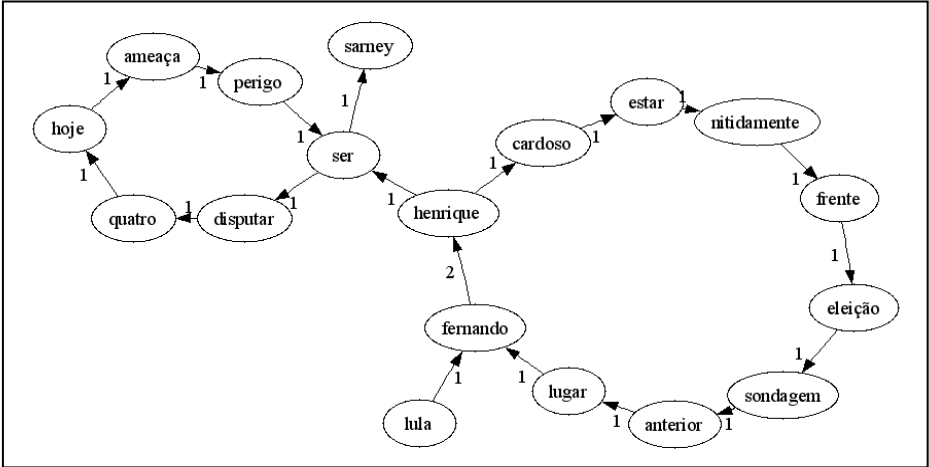 sarney
ameaça
1
1
perigo
1
estar
1
nitidamente
hoje
1
ser
cardoso
1
1
1
1
quatro
1
disputar
1
henrique
1
frente
2
1
fernando
eleição
1
1
1
lugar
sondagem
lula
1
anterior
1